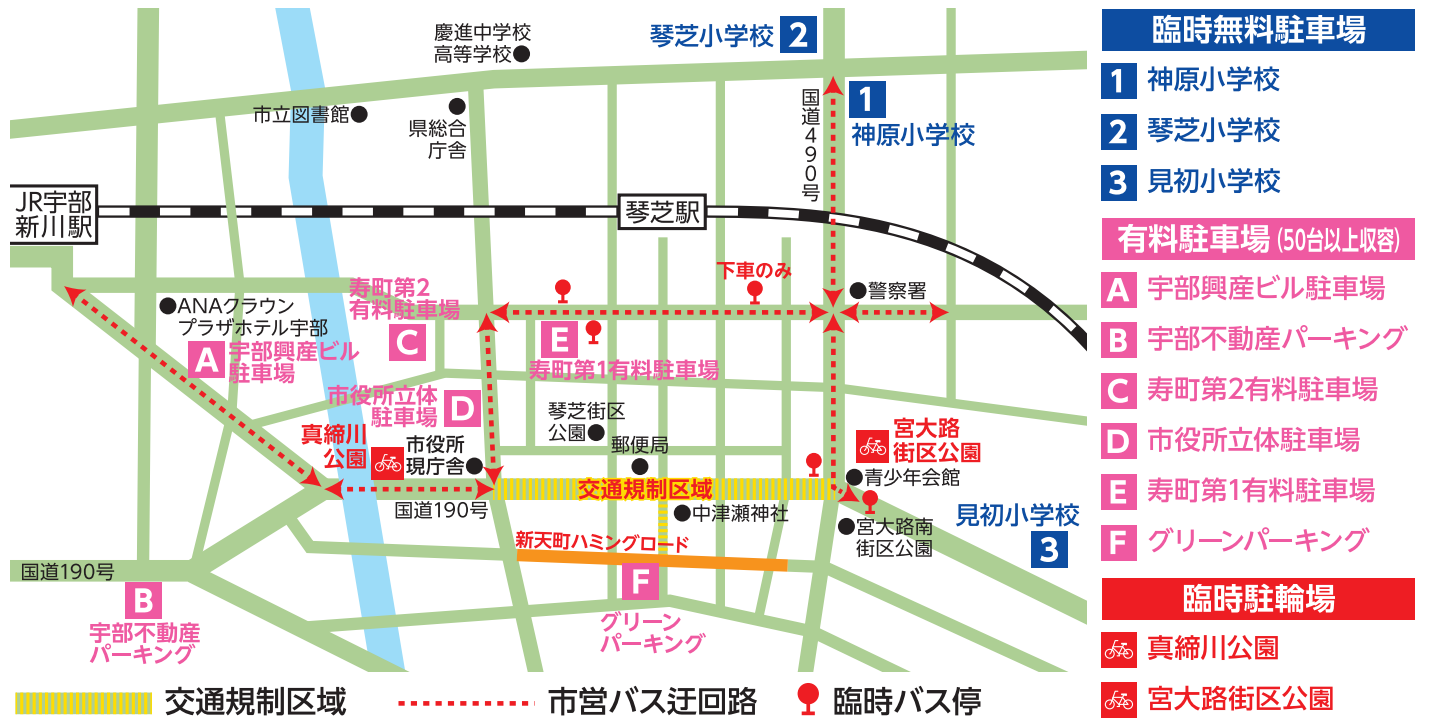 慶進中学校
高等学校
琴芝小学校 2
市立図書館
県総合
庁舎
国道490号
1
神原小学校
JR宇部
新川駅
琴芝駅
下車のみ
警察署
ANAクラウン
プラザホテル宇部
寿町第2
有料駐車場
C
E
寿町第1有料駐車場
A
宇部興産ビル
駐車場
市役所立体
駐車場
D
琴芝街区
公園
郵便局
真締川
公園
市役所
現庁舎
宮大路
街区公園
青少年会館
交通規制区域
国道190号
中津瀬神社
宮大路南
街区公園
見初小学校
3
新天町ハミングロード
国道190号
B
宇部不動産
パーキング
F
グリーン
パーキング
交通規制区域
市営バス迂回路
臨時バス停
臨時無料駐車場
1 神原小学校
2 琴芝小学校
3 見初小学校
有料駐車場(50台以上収容)
A 宇部興産ビル駐車場
B 宇部不動産パーキング
C 寿町第2有料駐車場
D 市役所立体駐車場
E 寿町第1有料駐車場
F グリーンパーキング
臨時駐輪場
真締川公園
宮大路街区公園